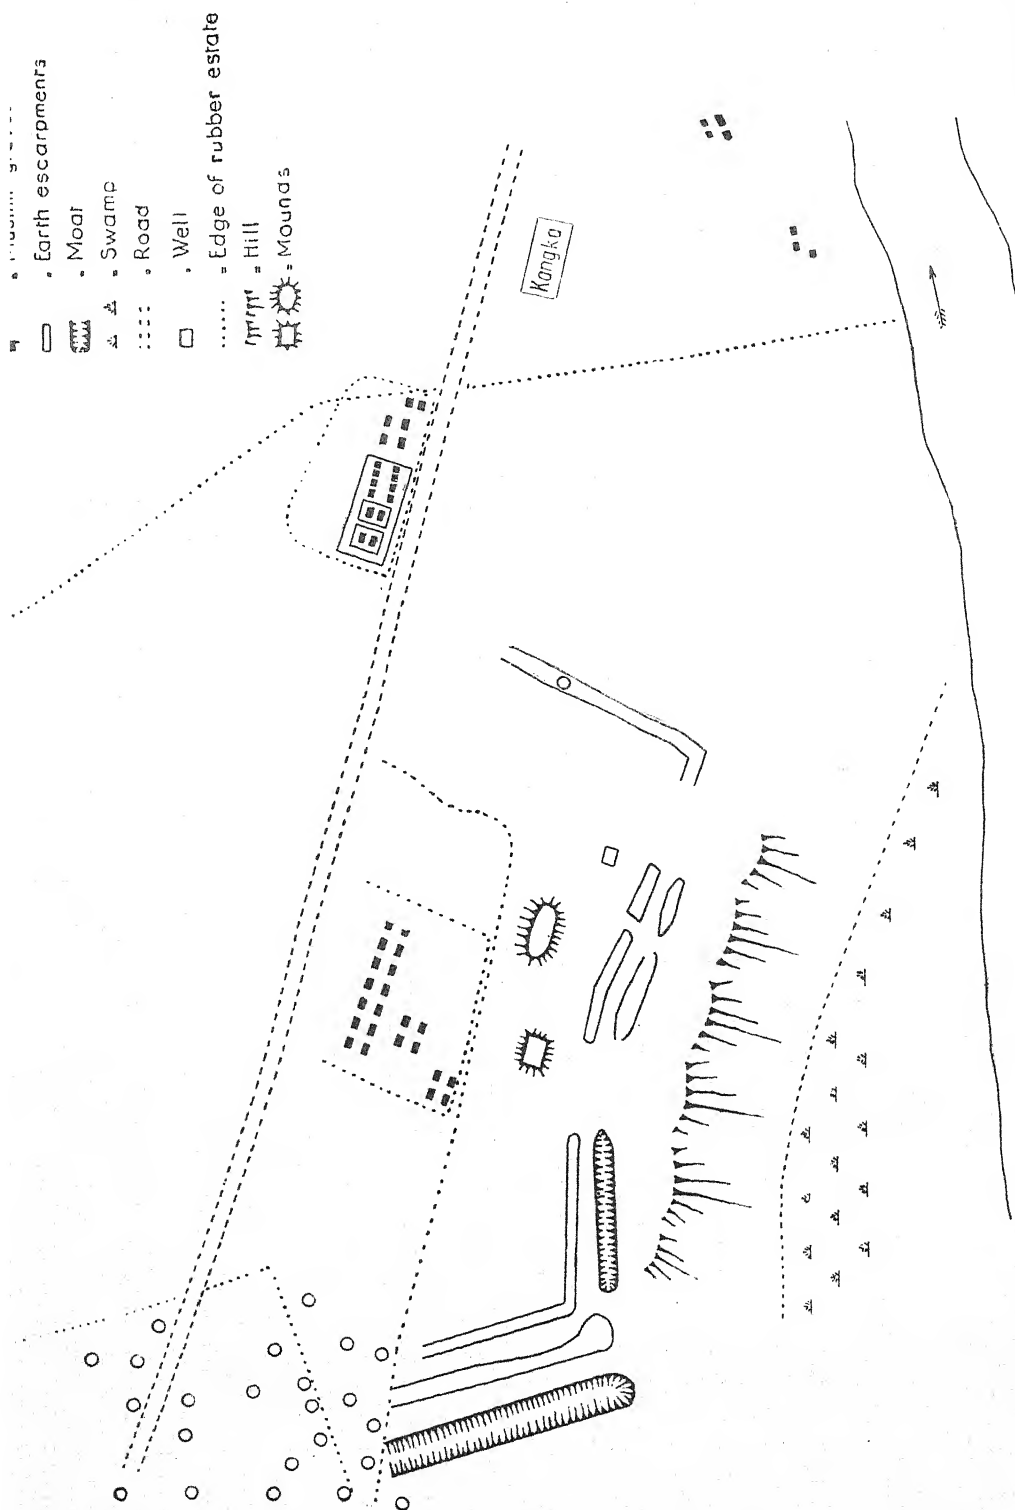 = Earth escarpments
= Moat
= Swamp
= Road
= Well
= Edge of rubber estate
= Hill
= Mounds
Kangka